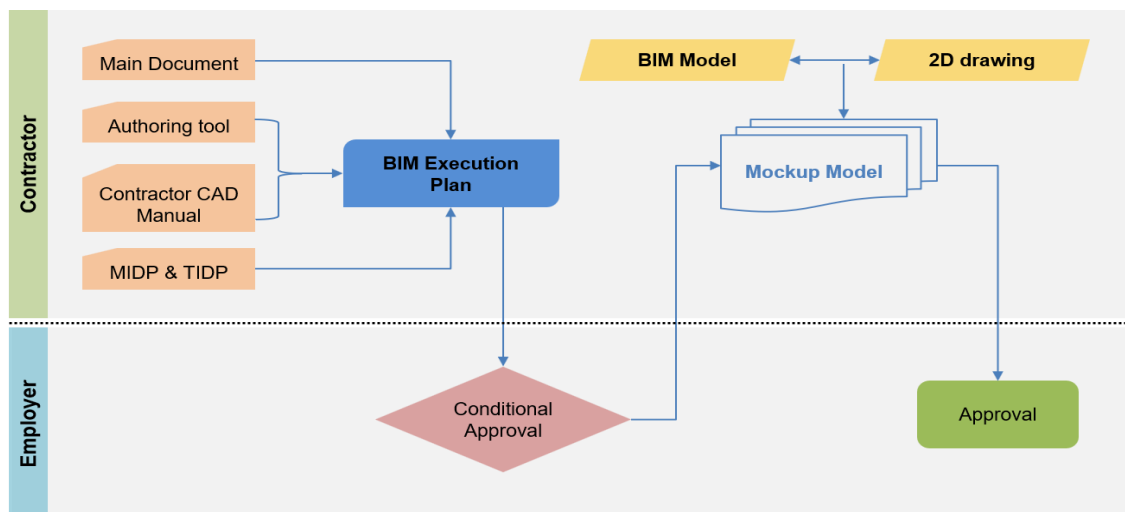 Contractor
Main Document
Authoring tool
Contractor CAD
Manual
MIDP & TIDP
BIM Execution
Plan
BIM Model
2D drawing
Mockup Model
Employer
Conditional
Approval
Approval